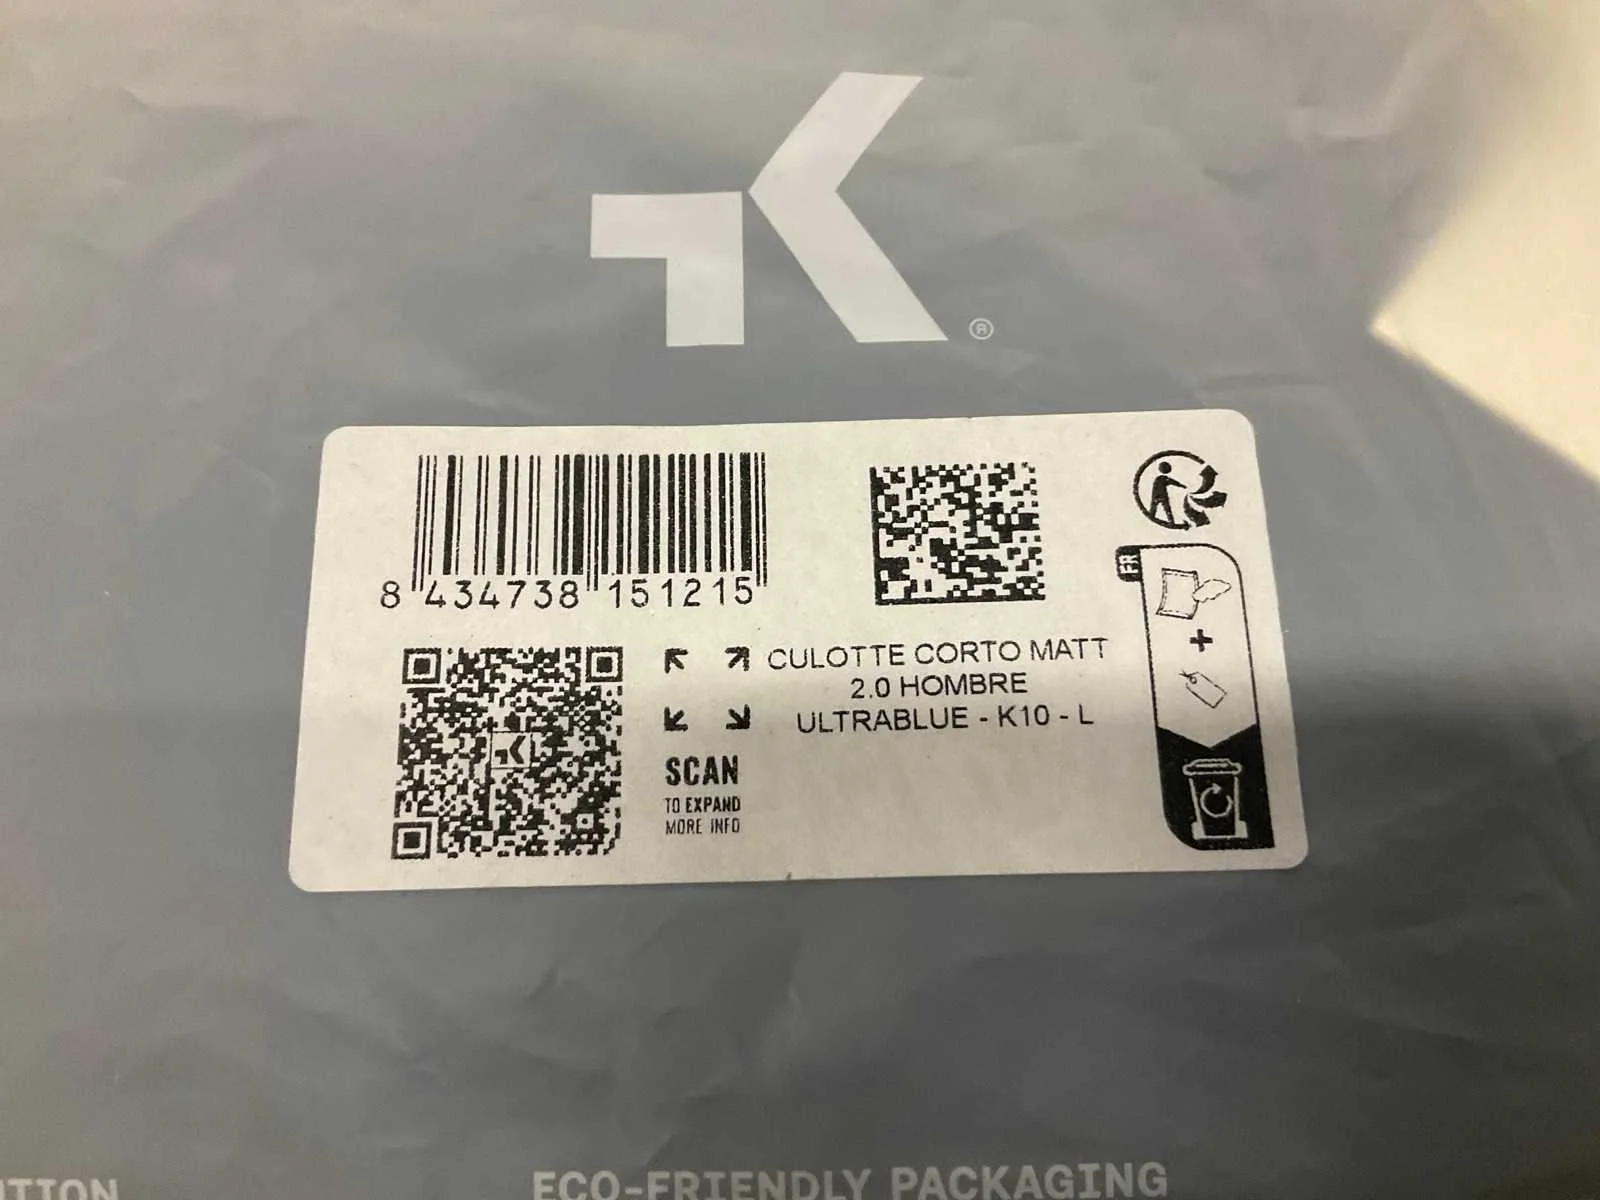 ®
8 434738 151215
FR
CULOTTE CORTO MATT
2.0 HOMBRE
ULTRABLUE - K10 - L
SCAN
TO EXPAND
MORE INFO
ECO-FRIENDLY PACKAGING